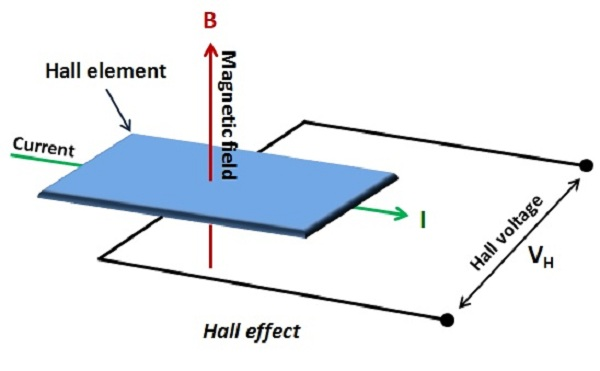 B
Hall element
Magnetic field
Current
I
Hall voltage
V_H
Hall effect